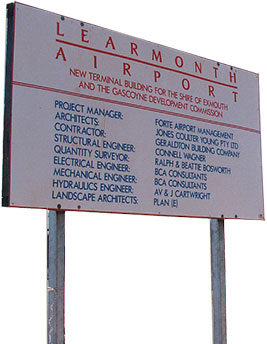 LEARMONTH
AIRPORT
NEW TERMINAL BUILDING FOR THE SHIRE OF EXMOUTH
AND THE GASCOYNE DEVELOPMENT COMMISSION
PROJECT MANAGER: FORTE AIRPORT MANAGEMENT
ARCHITECTS: JONES COULTER YOUNG PTY LTD
CONTRACTOR: GERALDTON BUILDING COMPANY
STRUCTURAL ENGINEER: CONNELL WAGNER
QUANTITY SURVEYOR: RALPH & BEATTIE BOSWORTH
ELECTRICAL ENGINEER: BCA CONSULTANTS
MECHANICAL ENGINEER: BCA CONSULTANTS
HYDRAULICS ENGINEER: AV & J CARTWRIGHT
LANDSCAPE ARCHITECTS: PLAN [E]